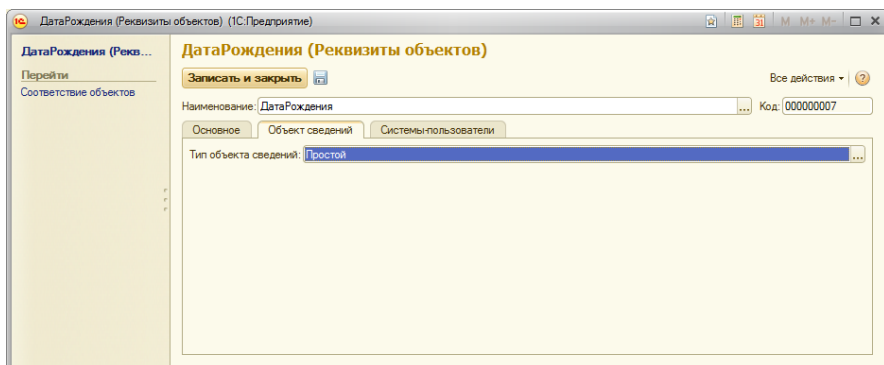 ДатаРождения (Реквизиты объектов) (1С:Предприятие)
M M+ M-
ДатаРождения (Рекв...
Перейти
Соответствие объектов
ДатаРождения (Реквизиты объектов)
Записать и закрыть
Все действия
Наименование: ДатаРождения ... Код: 000000007
Основное Объект сведений Системы-пользователи
Тип объекта сведений: Простой ...